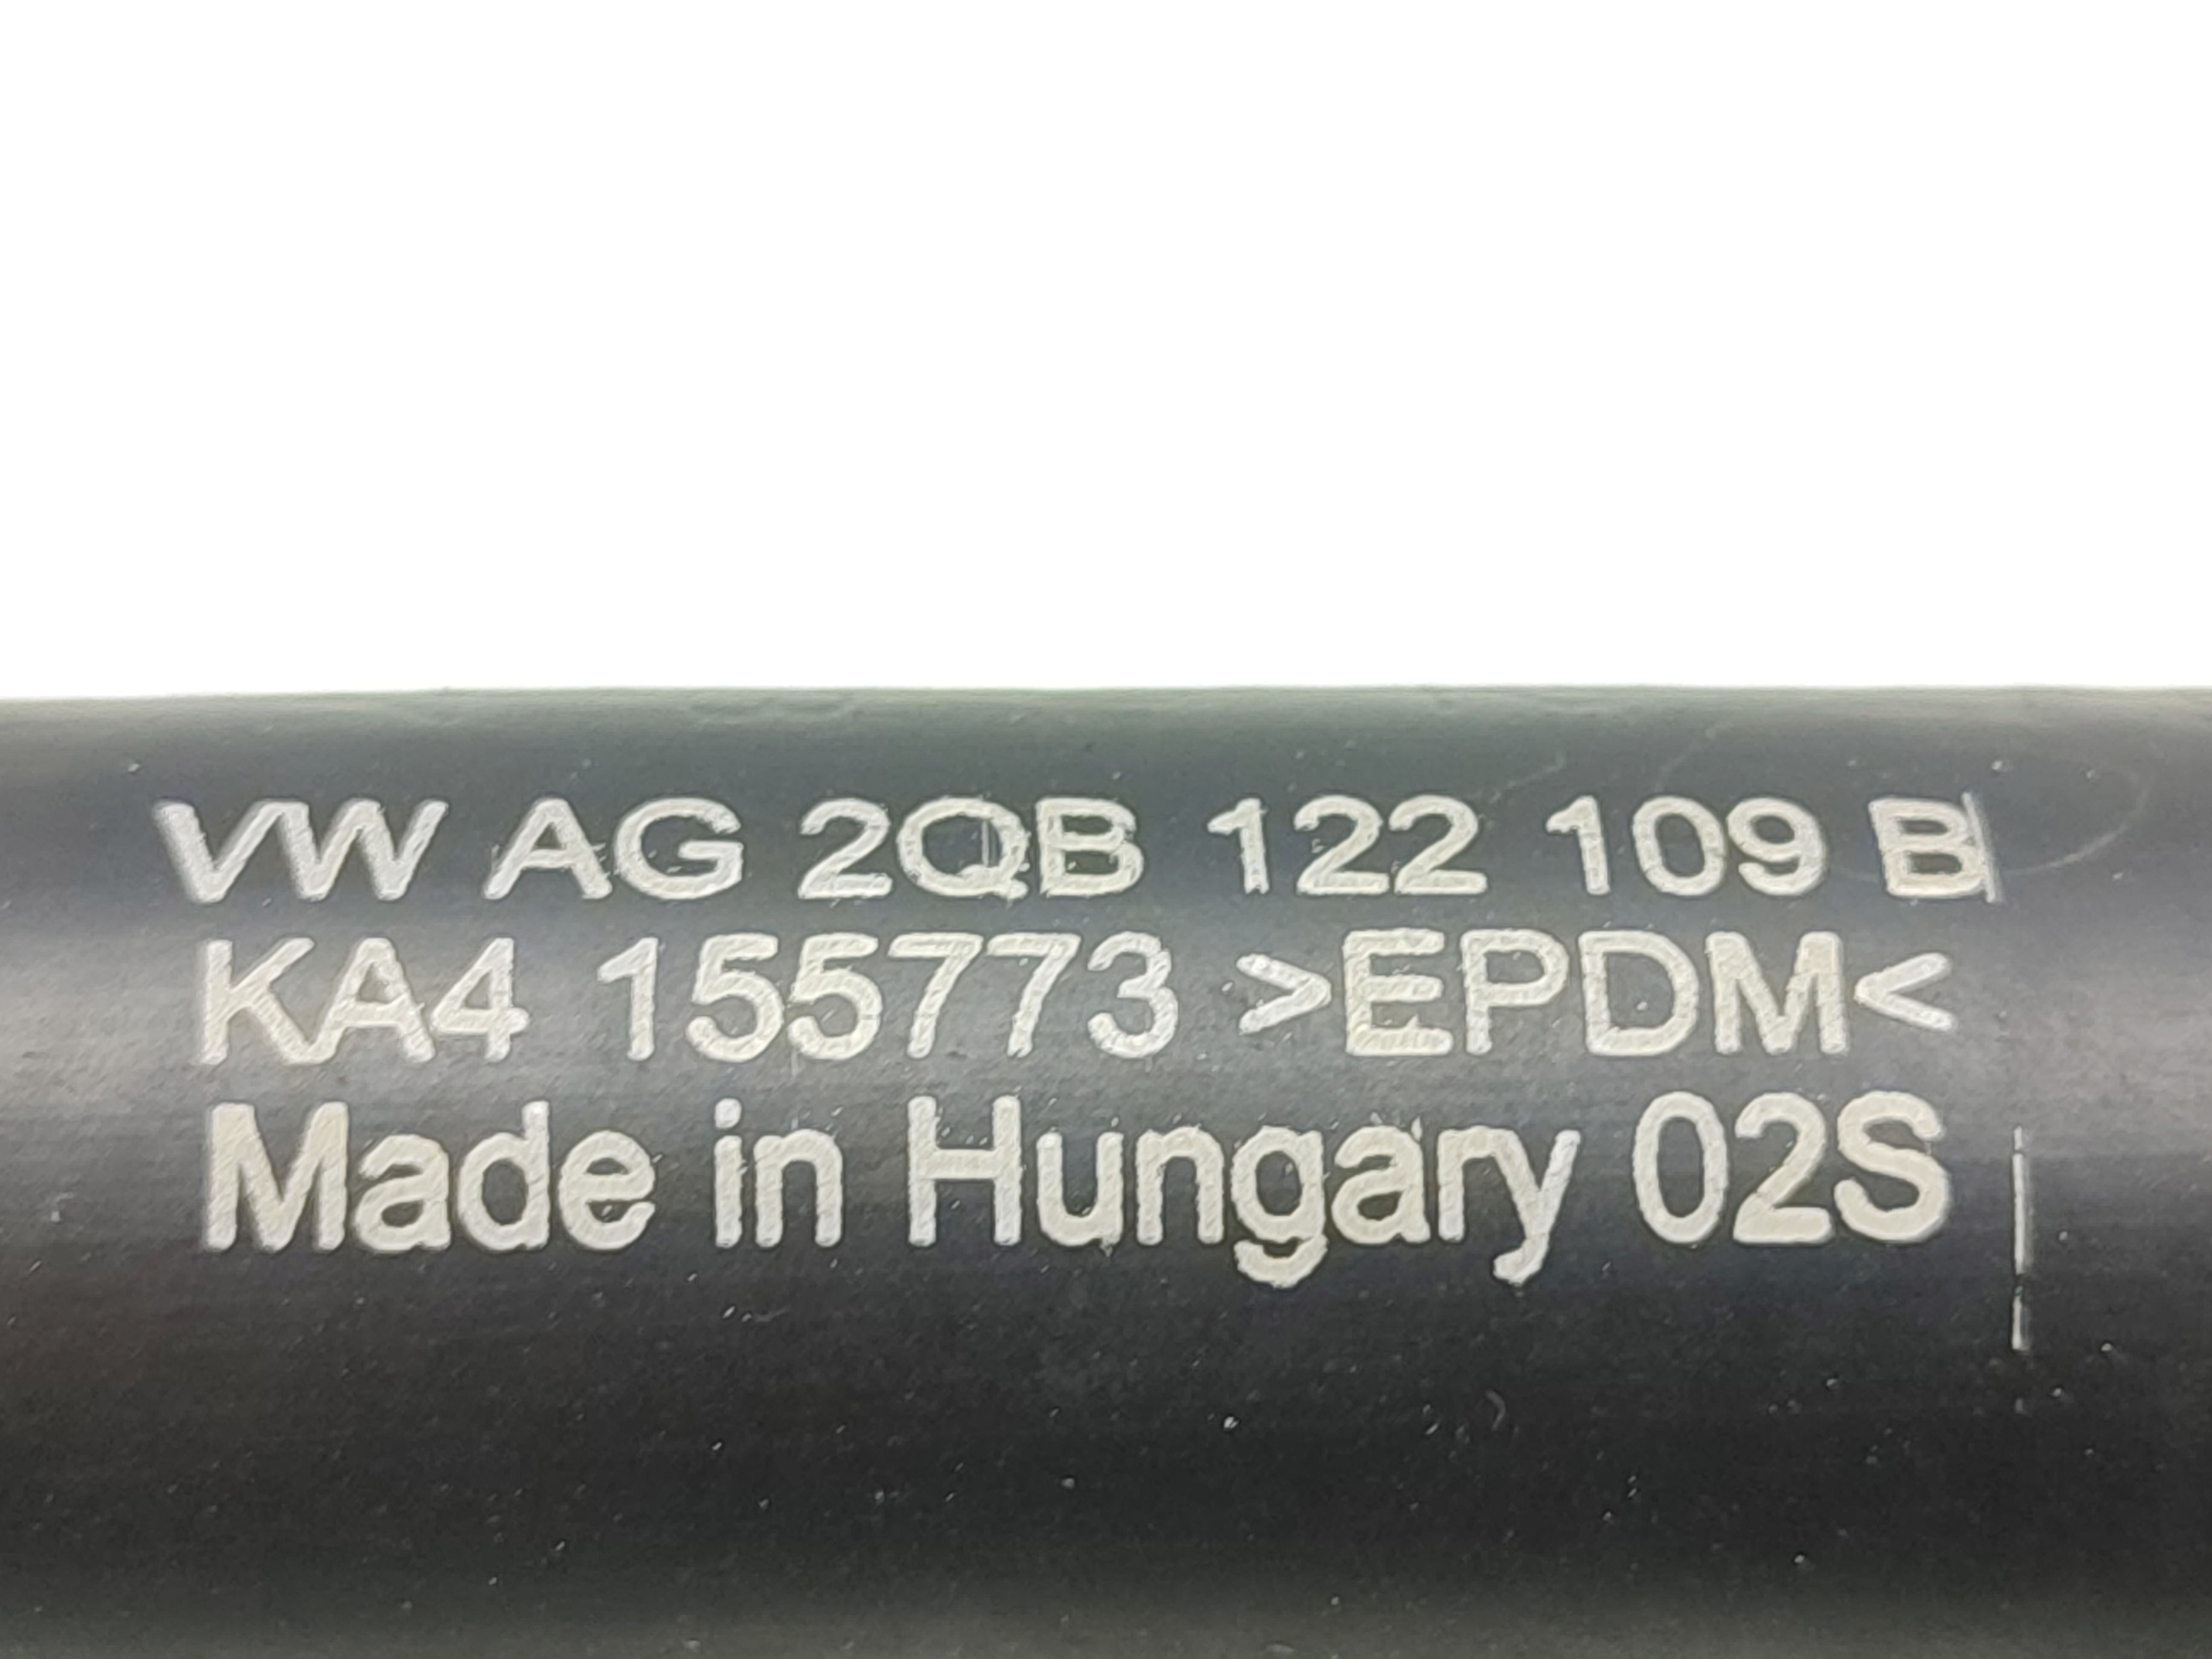 VW AG 2QB 122 109 B
KA4 155773 >EPDM<
Made in Hungary 02S